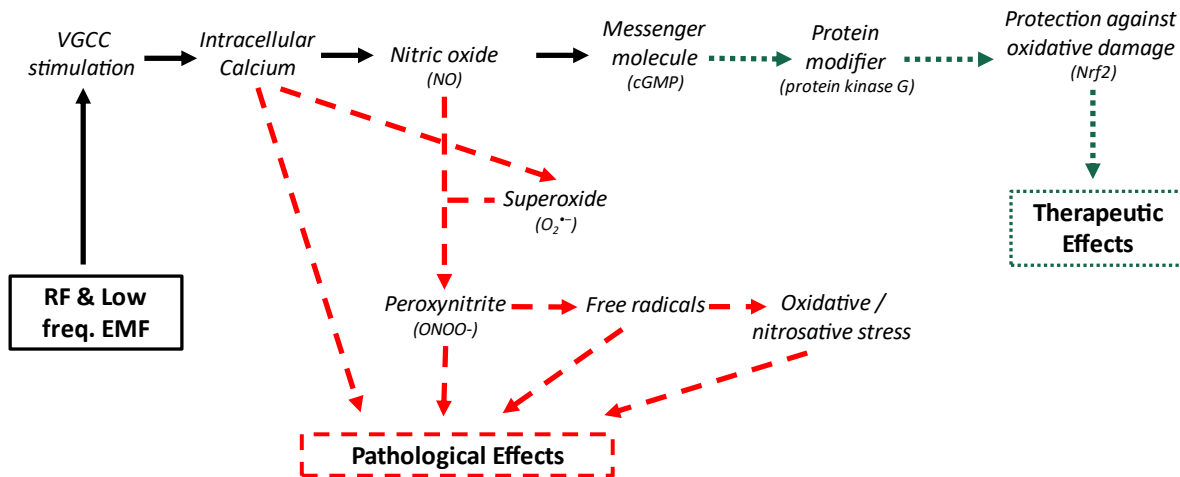 VGCC
stimulation
Intracellular
Calcium
Nitric oxide
(NO)
Messenger
molecule
(cGMP)
Protein
modifier
(protein kinase G)
Protection against
oxidative damage
(Nrf2)
Superoxide
(O₂•−)
Therapeutic
Effects
RF & Low
freq. EMF
Peroxynitrite
(ONOO-)
Free radicals
Oxidative /
nitrosative stress
Pathological Effects